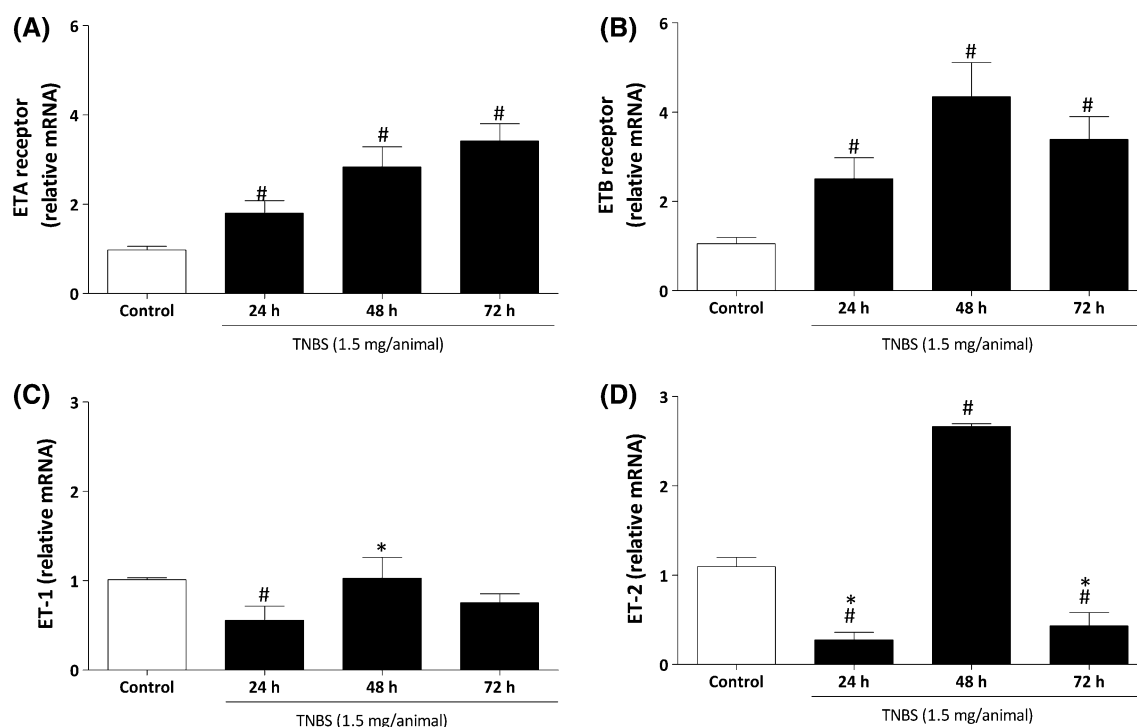 (A)
ETA receptor
(relative mRNA)
6
4
2
0
#
#
#
Control
24 h
48 h
72 h
TNBS (1.5 mg/animal)
(B)
ETB receptor
(relative mRNA)
6
4
2
0
#
#
#
Control
24 h
48 h
72 h
TNBS (1.5 mg/animal)
(C)
ET-1 (relative mRNA)
3
2
1
0
#
*
Control
24 h
48 h
72 h
TNBS (1.5 mg/animal)
(D)
ET-2 (relative mRNA)
3
2
1
0
*
#
#
*
#
Control
24 h
48 h
72 h
TNBS (1.5 mg/animal)